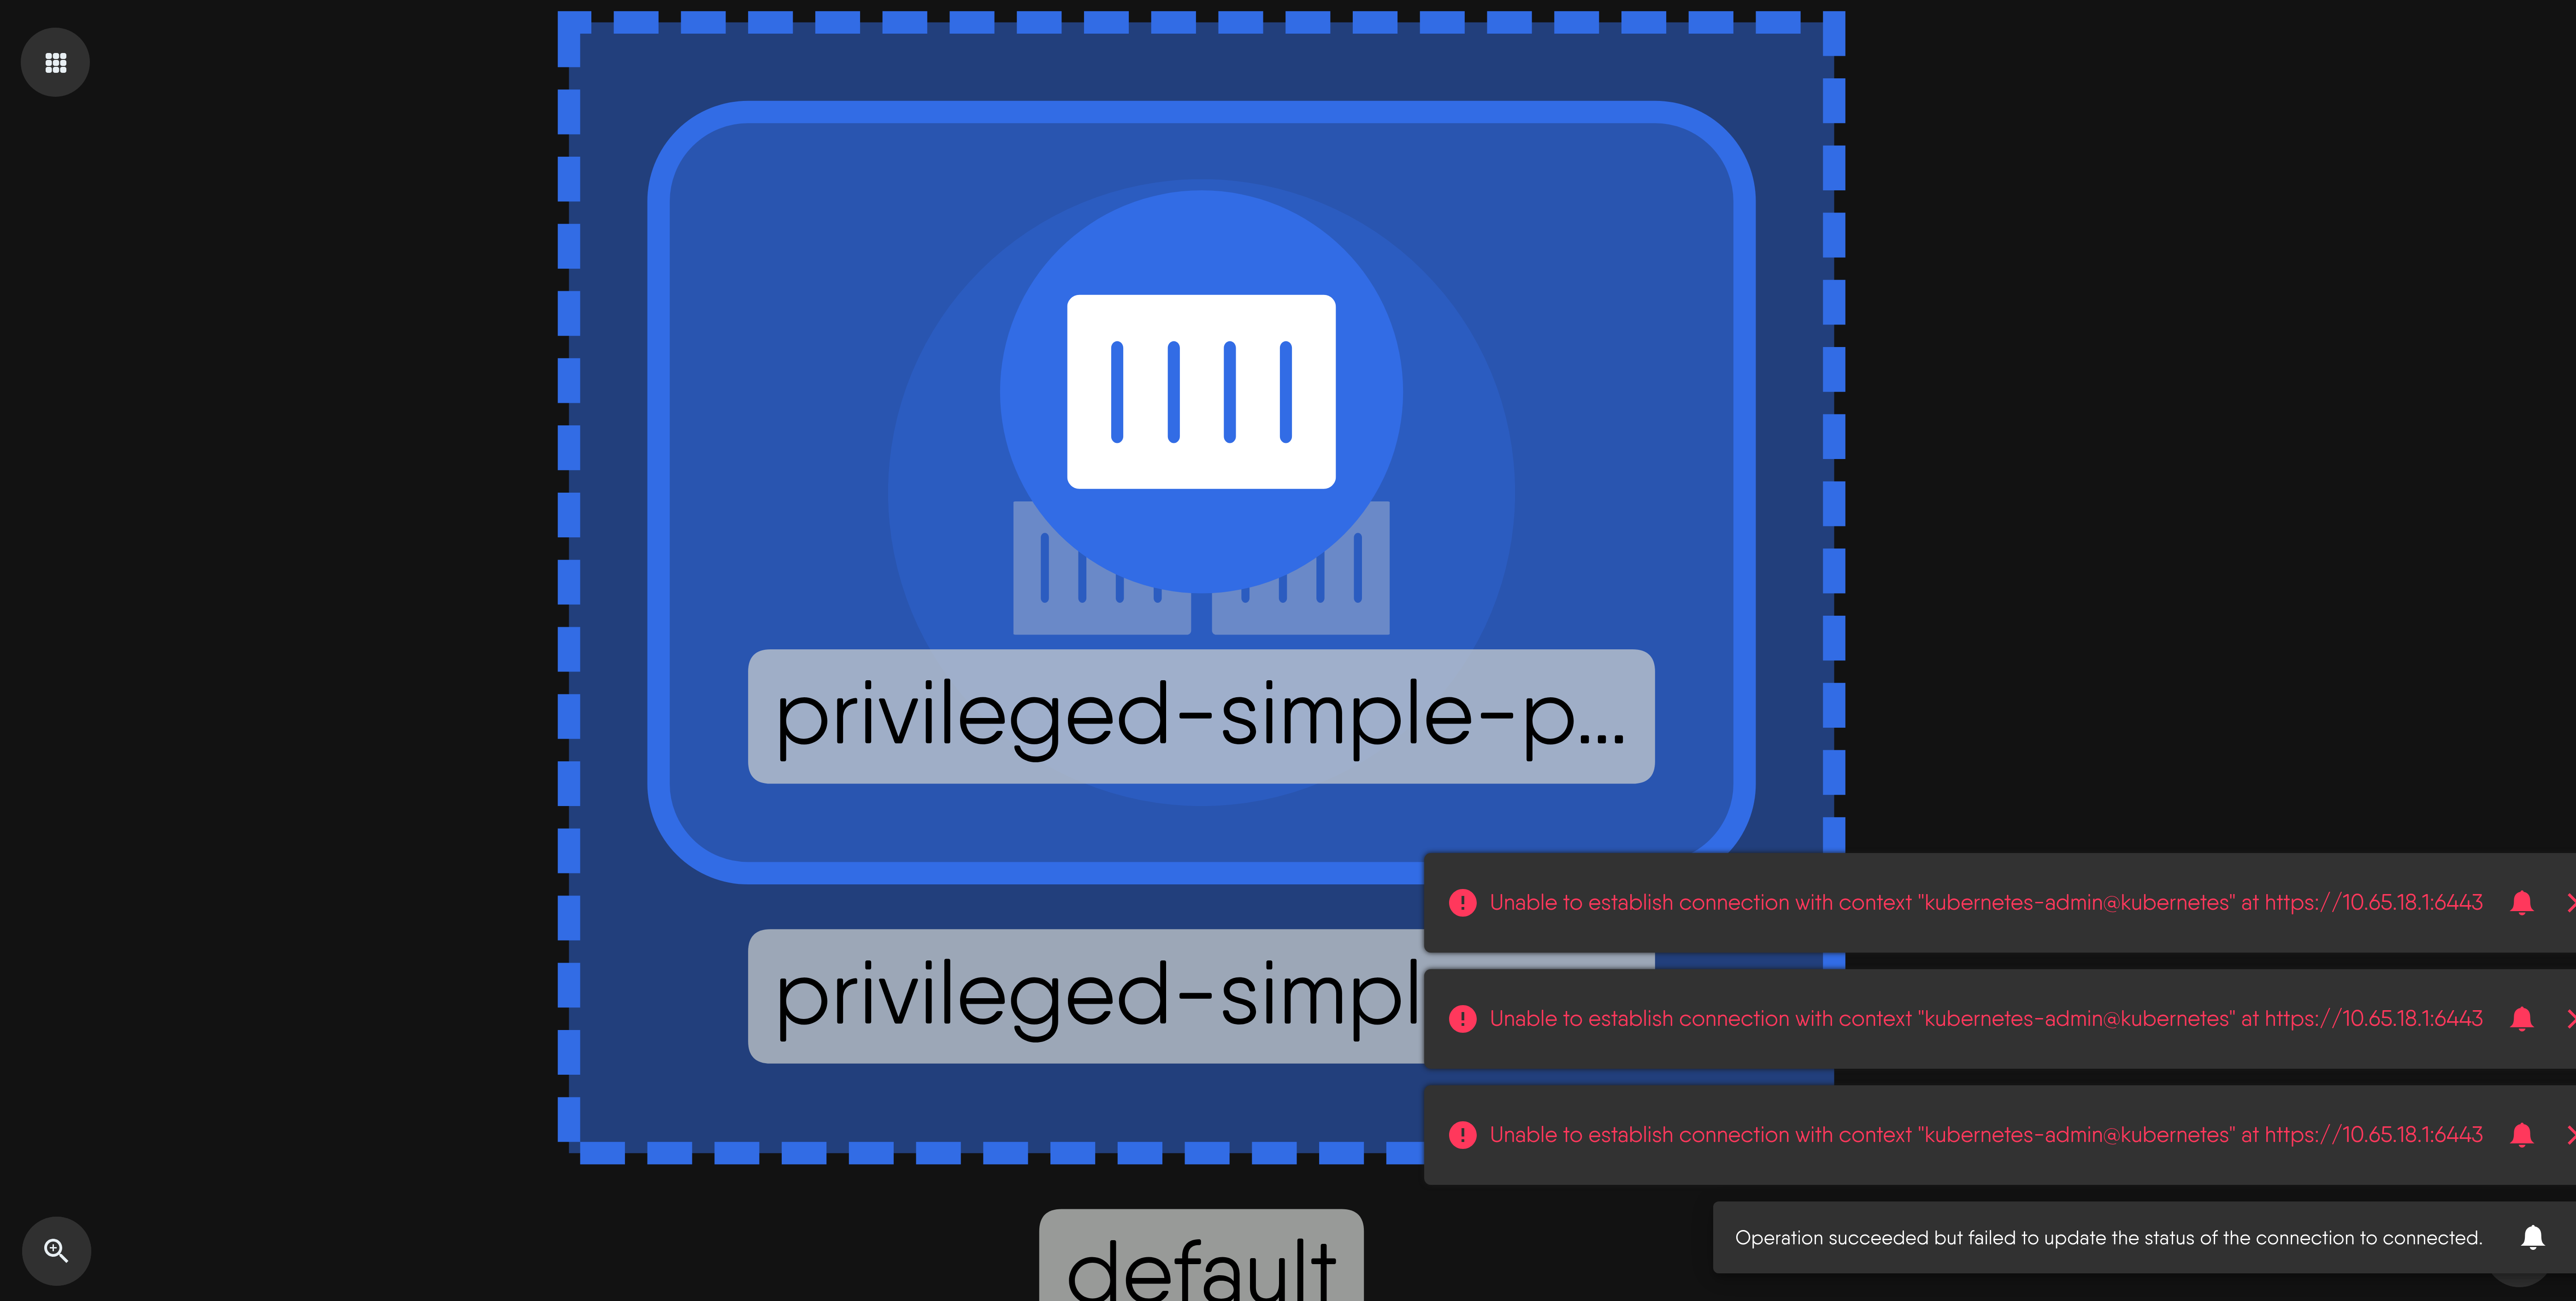 privileged-simple-p...
privileged-simpl
default
Unable to establish connection with context "kubernetes-admin@kubernetes" at https://10.65.18.1:6443
Unable to establish connection with context "kubernetes-admin@kubernetes" at https://10.65.18.1:6443
Unable to establish connection with context "kubernetes-admin@kubernetes" at https://10.65.18.1:6443
Operation succeeded but failed to update the status of the connection to connected.